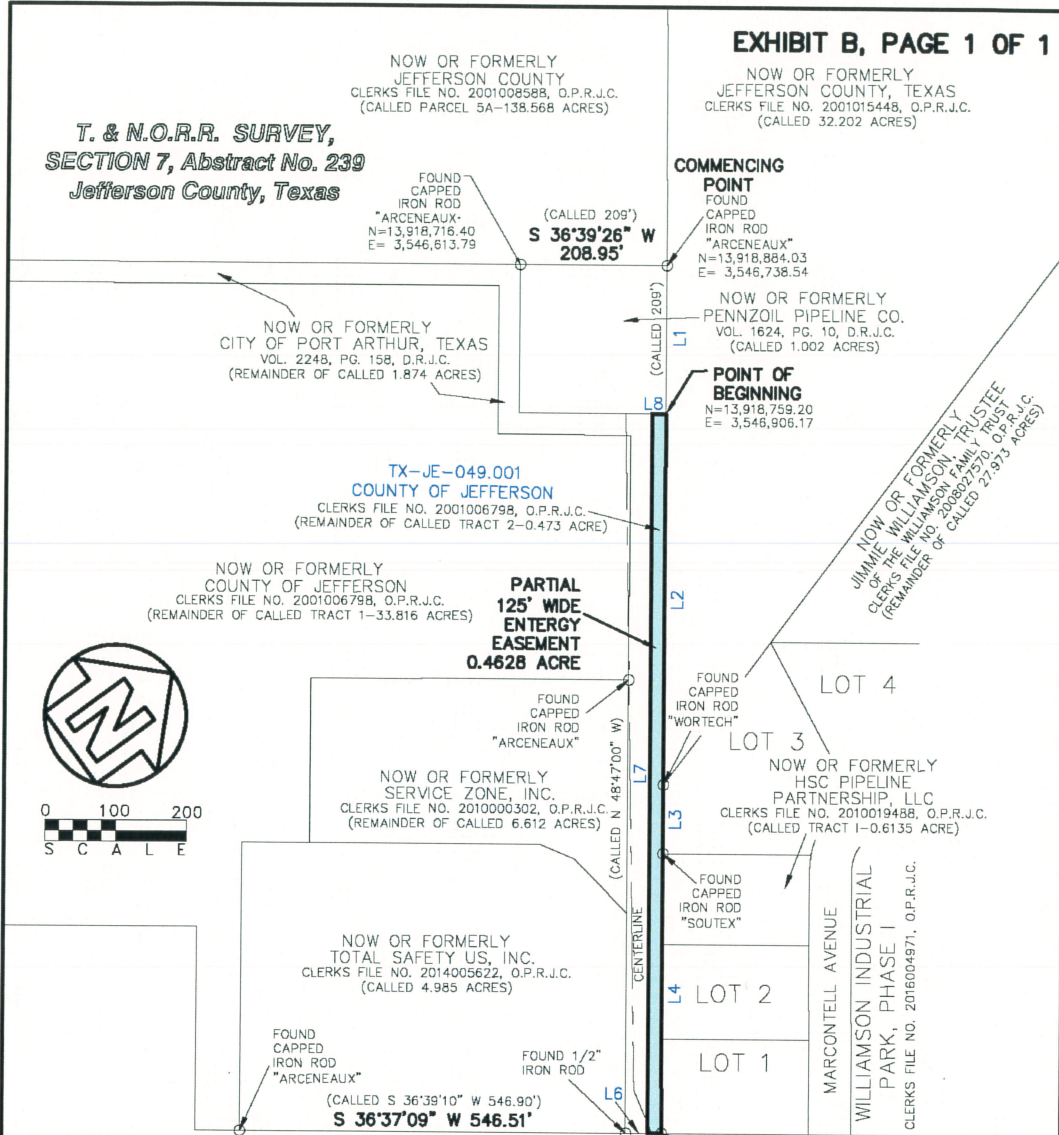 EXHIBIT B, PAGE 1 OF 1
NOW OR FORMERLY
JEFFERSON COUNTY
CLERKS FILE NO. 2001008588, O.P.R.J.C.
(CALLED PARCEL 5A-138.568 ACRES)
NOW OR FORMERLY
JEFFERSON COUNTY, TEXAS
CLERKS FILE NO. 2001015448, O.P.R.J.C.
(CALLED 32.202 ACRES)
T. & N.O.R.R. SURVEY,
SECTION 7, Abstract No. 239
Jefferson County, Texas
FOUND
CAPPED
IRON ROD
"ARCENEAUX"
N=13,918,716.40
E= 3,546,613.79
(CALLED 209')
S 36°39'26" W
208.95'
COMMENCING
POINT
FOUND
CAPPED
IRON ROD
"ARCENEAUX"
N=13,918,884.03
E= 3,546,738.54
NOW OR FORMERLY
CITY OF PORT ARTHUR, TEXAS
VOL. 2248, PG. 158, D.R.J.C.
(REMAINDER OF CALLED 1.874 ACRES)
(CALLED 209')
L1
NOW OR FORMERLY
PENNZOIL PIPELINE CO.
VOL. 1624, PG. 10, D.R.J.C.
(CALLED 1.002 ACRES)
L8
POINT OF
BEGINNING
N=13,918,759.20
E= 3,546,906.17
NOW OR FORMERLY
JIMMIE WILLIAMSON, TRUSTEE
OF THE WILLIAMSON FAMILY TRUST
CLERKS FILE NO. 2008027570, O.P.R.J.C.
(REMAINDER OF CALLED 27.973 ACRES)
TX-JE-049.001
COUNTY OF JEFFERSON
CLERKS FILE NO. 2001006798, O.P.R.J.C.
(REMAINDER OF CALLED TRACT 2-0.473 ACRE)
NOW OR FORMERLY
COUNTY OF JEFFERSON
CLERKS FILE NO. 2001006798, O.P.R.J.C.
(REMAINDER OF CALLED TRACT 1-33.816 ACRES)
PARTIAL
125' WIDE
ENTERGY
EASEMENT
0.4628 ACRE
L2
N
0 100 200
S C A L E
FOUND
CAPPED
IRON ROD
"ARCENEAUX"
FOUND
CAPPED
IRON ROD
"WORTECH"
LOT 4
LOT 3
NOW OR FORMERLY
SERVICE ZONE, INC.
CLERKS FILE NO. 2010000302, O.P.R.J.C.
(REMAINDER OF CALLED 6.612 ACRES)
(CALLED N 48°47'00" W)
L7
L3
NOW OR FORMERLY
HSC PIPELINE
PARTNERSHIP, LLC
CLERKS FILE NO. 2010019488, O.P.R.J.C.
(CALLED TRACT I-0.6135 ACRE)
FOUND
CAPPED
IRON ROD
"SOUTEX"
NOW OR FORMERLY
TOTAL SAFETY US, INC.
CLERKS FILE NO. 2014005622, O.P.R.J.C.
(CALLED 4.985 ACRES)
CENTERLINE
L4
LOT 2
LOT 1
MARCONTELL AVENUE
WILLIAMSON INDUSTRIAL
PARK, PHASE I
CLERKS FILE NO. 2016004971, O.P.R.J.C.
FOUND
CAPPED
IRON ROD
"ARCENEAUX"
FOUND 1/2"
IRON ROD
L6
(CALLED S 36°39'10" W 546.90')
S 36°37'09" W 546.51'